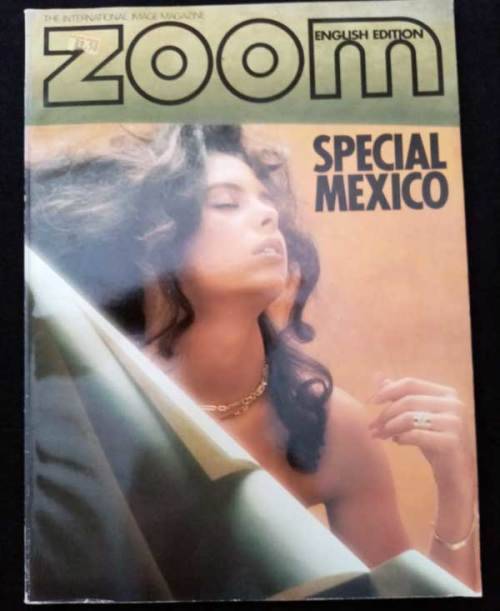 THE INTERNATIONAL IMAGE MAGAZINE
zoom
ENGLISH EDITION
SPECIAL
MEXICO